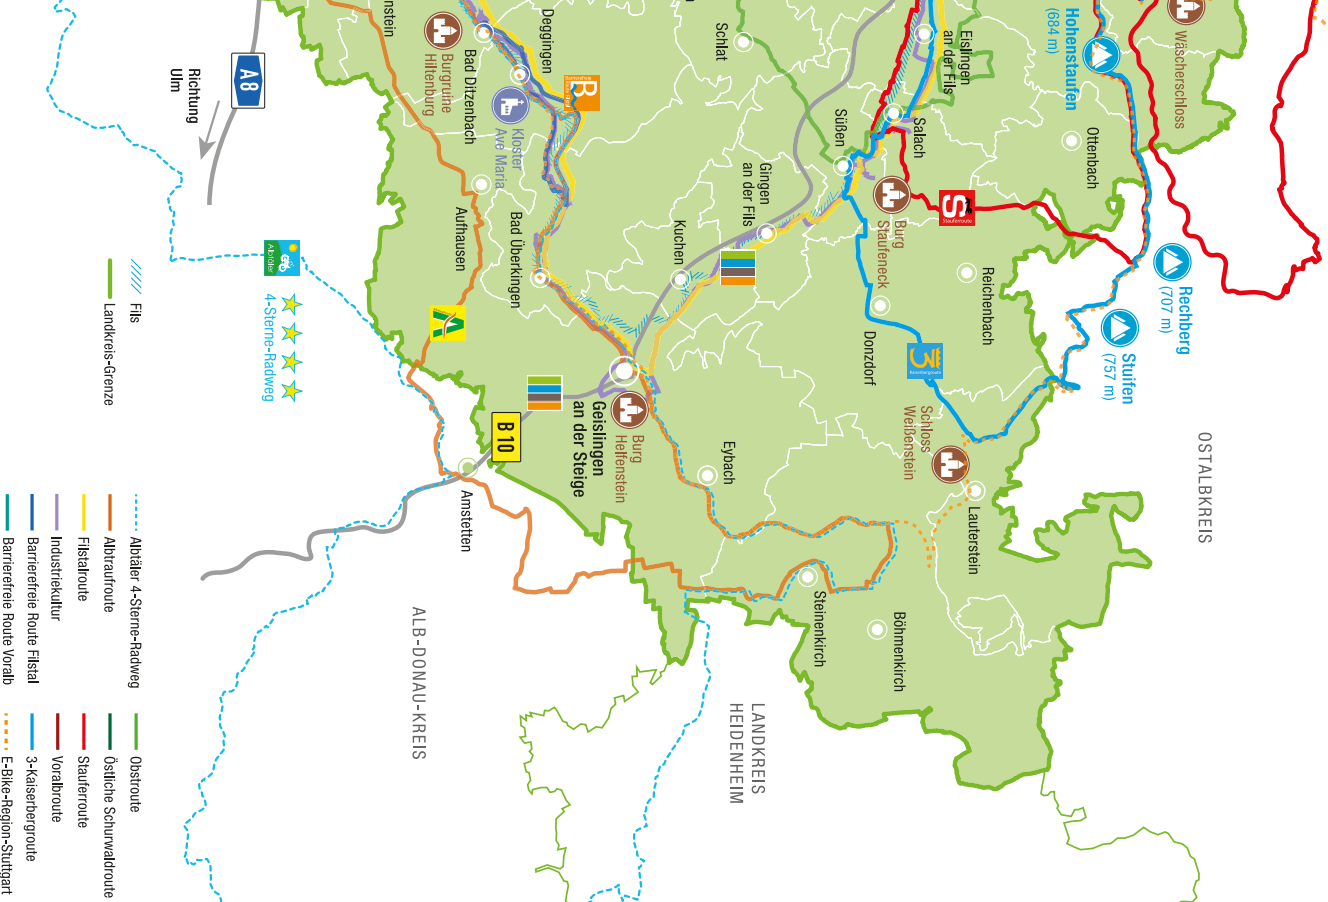 Hohenstaufen
(684 m)
Wäscherschloss
Rechberg
(707 m)
Stuifen
(757 m)
OSTALBKREIS
Ottenbach
Eislingen
an der Fils
Salach
Süßen
Schlat
Burg
Staufeneck
S
Stauferroute
Reichenbach
Donzdorf
3
Schloss
Weißenstein
Lauterstein
Gingen
an der Fils
Kuchen
Eybach
Böhmenkirch
Steinenkirch
LANDKREIS
HEIDENHEIM
Deggingen
B
Bad Ditzenbach
Kloster
Ave Maria
Burgruine
Hiltenburg
nstein
Bad Überkingen
Aufhausen
Burg
Helfenstein
Geislingen
an der Steige
B 10
Amstetten
ALB-DONAU-KREIS
A8
Richtung
Ulm
Albtäler
4-Sterne-Radweg
Fils
Landkreis-Grenze
Albtäler 4-Sterne-Radweg
Albtraufroute
Filstalroute
Industriekultur
Barrierefreie Route Filstal
Barrierefreie Route Voralb
Obstroute
Östliche Schurwaldroute
Stauferroute
Voralbroute
3-Kaiserbergroute
E-Bike-Region-Stuttgart